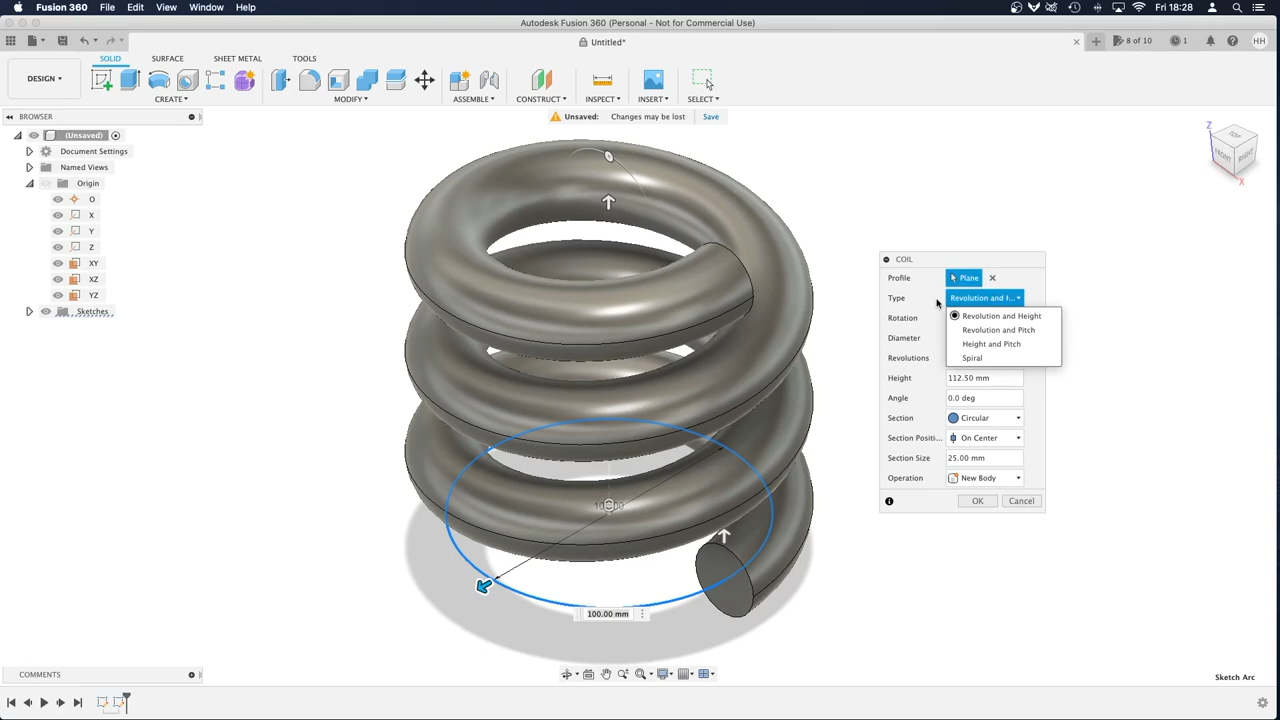 Fusion 360 File Edit View Window Help Fri 18:28
Autodesk Fusion 360 (Personal - Not for Commercial Use)
Untitled* 8 of 10 1 HH
SOLID SURFACE SHEET METAL TOOLS
DESIGN
CREATE MODIFY ASSEMBLE CONSTRUCT INSPECT INSERT SELECT
BROWSER
Unsaved: Changes may be lost Save
(Unsaved)
Document Settings
Named Views
Origin
O
X
Y
Z
XY
XZ
YZ
Sketches
Z
TOP
FRONT RIGHT
X
COIL
Profile Plane
Type Revolution and H...
Revolution and Height
Rotation
Revolution and Pitch
Diameter
Height and Pitch
Revolutions
Spiral
Height 112.50 mm
Angle 0.0 deg
Section Circular
Section Positi... On Center
Section Size 25.00 mm
Operation New Body
OK Cancel
100.00 mm
COMMENTS
Sketch Arc